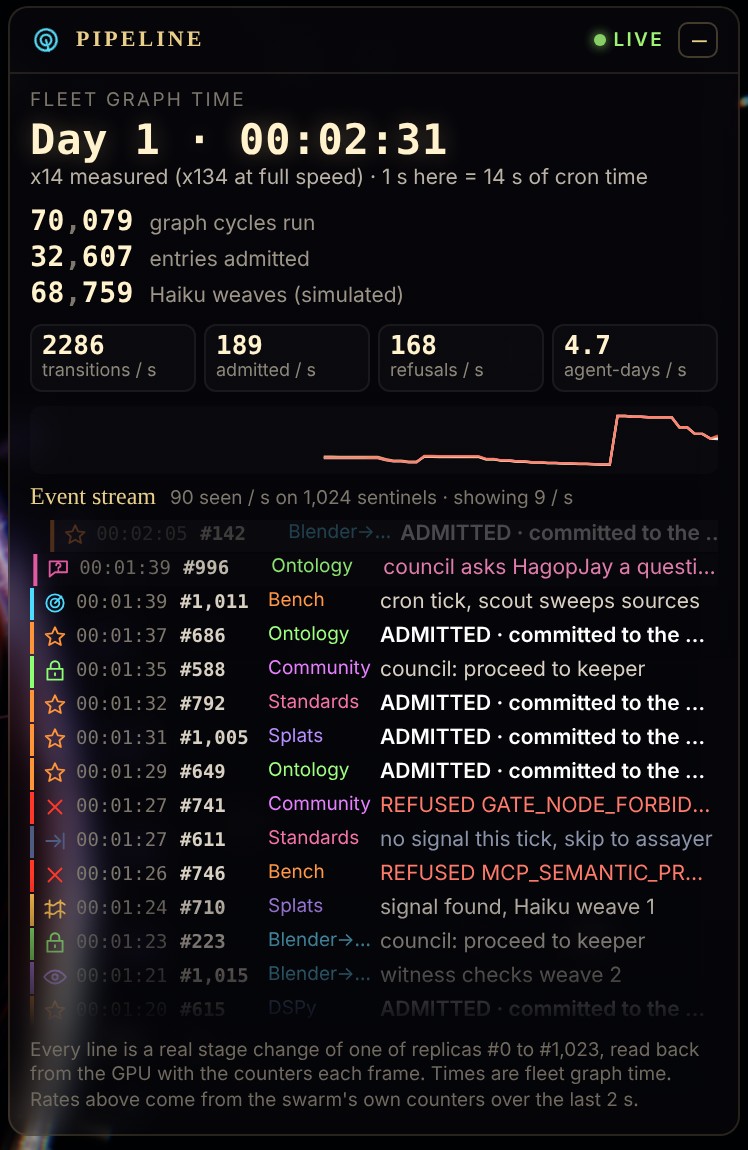 PIPELINE
LIVE
FLEET GRAPH TIME
Day 1 · 00:02:31
x14 measured (x134 at full speed) · 1 s here = 14 s of cron time
70,079 graph cycles run
32,607 entries admitted
68,759 Haiku weaves (simulated)
2286 189 168 4.7
transitions / s admitted / s refusals / s agent-days / s
Event stream 90 seen / s on 1,024 sentinels · showing 9 / s
00:02:05 #142 Blender→... ADMITTED · committed to the ...
00:01:39 #996 Ontology council asks HagopJay a questi...
00:01:39 #1,011 Bench cron tick, scout sweeps sources
00:01:37 #686 Ontology ADMITTED · committed to the ...
00:01:35 #588 Community council: proceed to keeper
00:01:32 #792 Standards ADMITTED · committed to the ...
00:01:31 #1,005 Splats ADMITTED · committed to the ...
00:01:29 #649 Ontology ADMITTED · committed to the ...
00:01:27 #741 Community REFUSED GATE_NODE_FORBID...
00:01:27 #611 Standards no signal this tick, skip to assayer
00:01:26 #746 Bench REFUSED MCP_SEMANTIC_PR...
00:01:24 #710 Splats signal found, Haiku weave 1
00:01:23 #223 Blender→... council: proceed to keeper
00:01:21 #1,015 Blender→... witness checks weave 2
00:01:20 #615 DSPy ADMITTED · committed to the ...
Every line is a real stage change of one of replicas #0 to #1,023, read back
from the GPU with the counters each frame. Times are fleet graph time.
Rates above come from the swarm's own counters over the last 2 s.